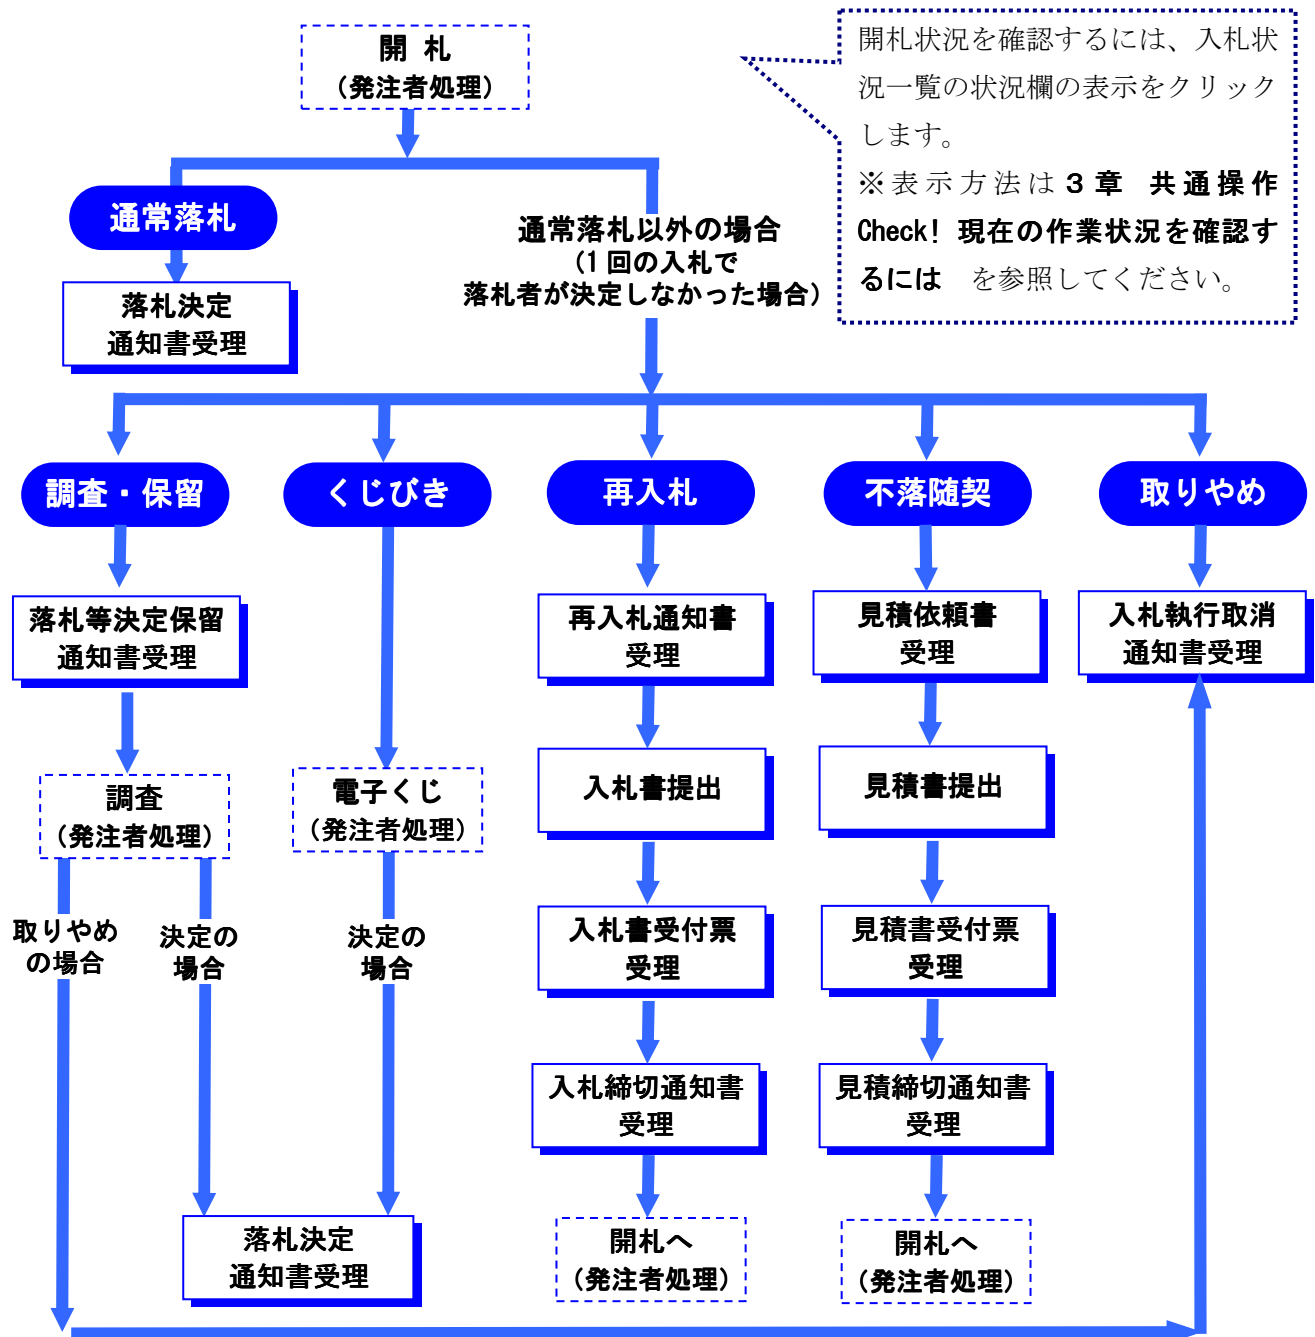 開 札
(発注者処理)
開札状況を確認するには、入札状
況一覧の状況欄の表示をクリック
します。
※表示方法は3章 共通操作
Check! 現在の作業状況を確認す
るには を参照してください。
通常落札
落札決定
通知書受理
通常落札以外の場合
(1回の入札で
落札者が決定しなかった場合)
調査・保留
くじびき
再入札
不落随契
取りやめ
落札等決定保留
通知書受理
調査
(発注者処理)
取りやめ
の場合
決定の
場合
電子くじ
(発注者処理)
決定の
場合
落札決定
通知書受理
再入札通知書
受理
入札書提出
入札書受付票
受理
入札締切通知書
受理
開札へ
(発注者処理)
見積依頼書
受理
見積書提出
見積書受付票
受理
見積締切通知書
受理
開札へ
(発注者処理)
入札執行取消
通知書受理